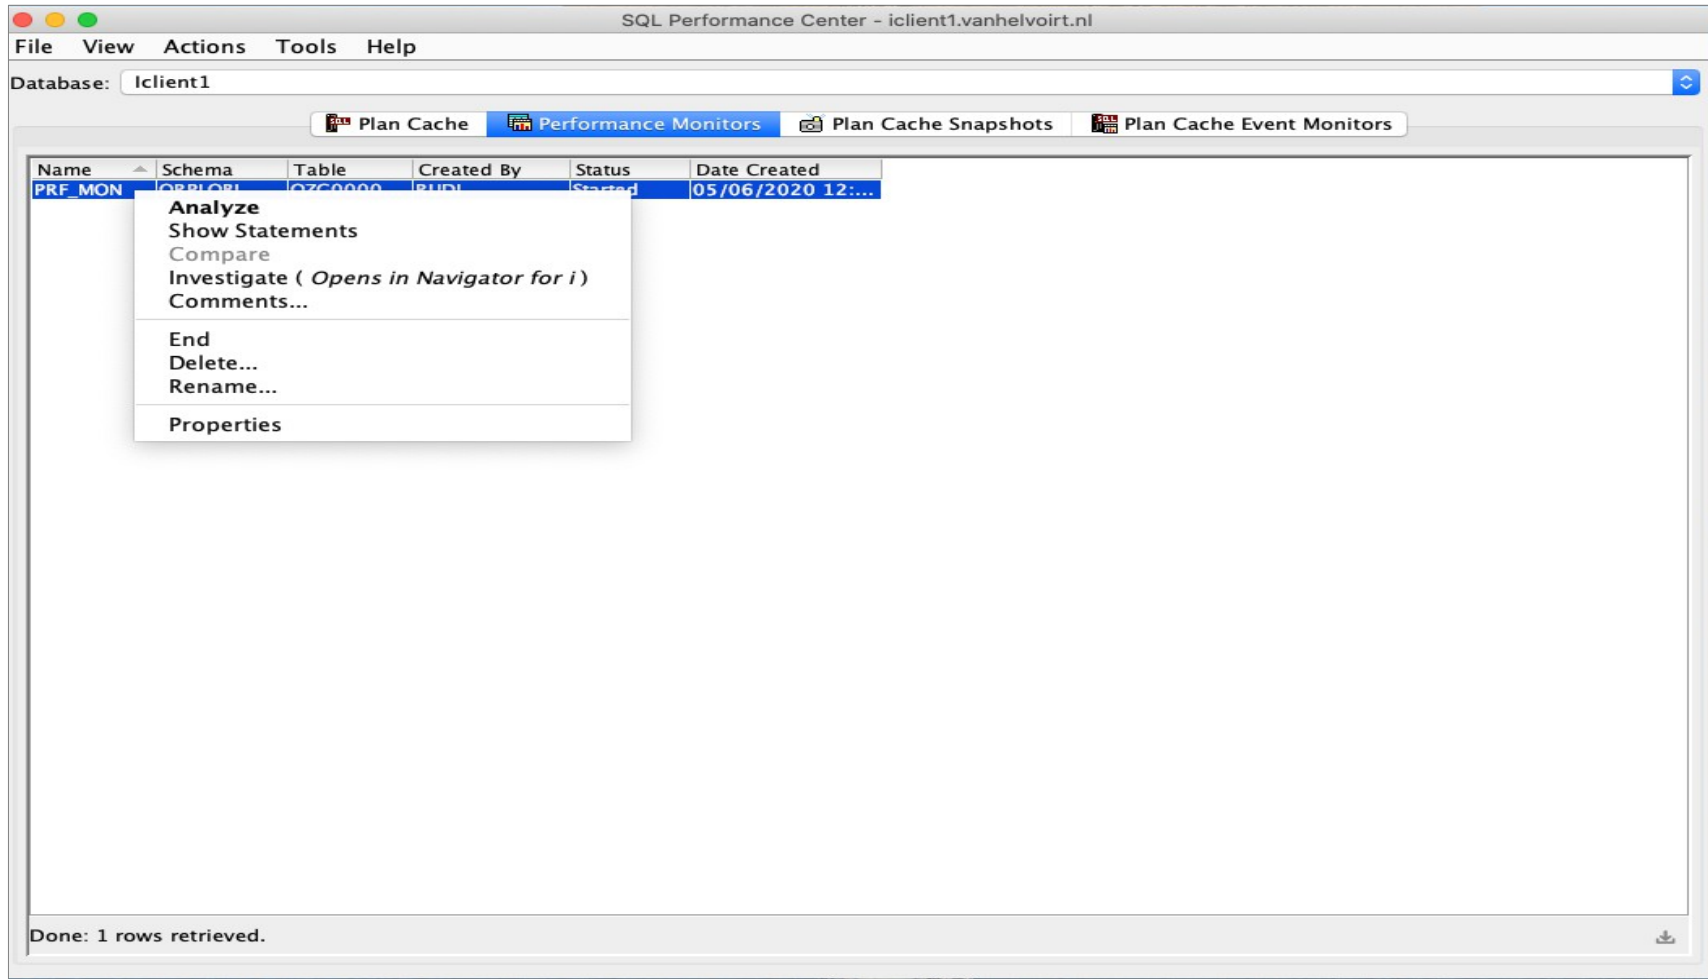 SQL Performance Center - iclient1.vanhelvoirt.nl
File View Actions Tools Help
Database: Iclient1
Plan Cache Performance Monitors Plan Cache Snapshots Plan Cache Event Monitors
Name Schema Table Created By Status Date Created
PRF_MON Started 05/06/2020 12:...
Analyze
Show Statements
Compare
Investigate ( Opens in Navigator for i )
Comments...
End
Delete...
Rename...
Properties
Done: 1 rows retrieved.